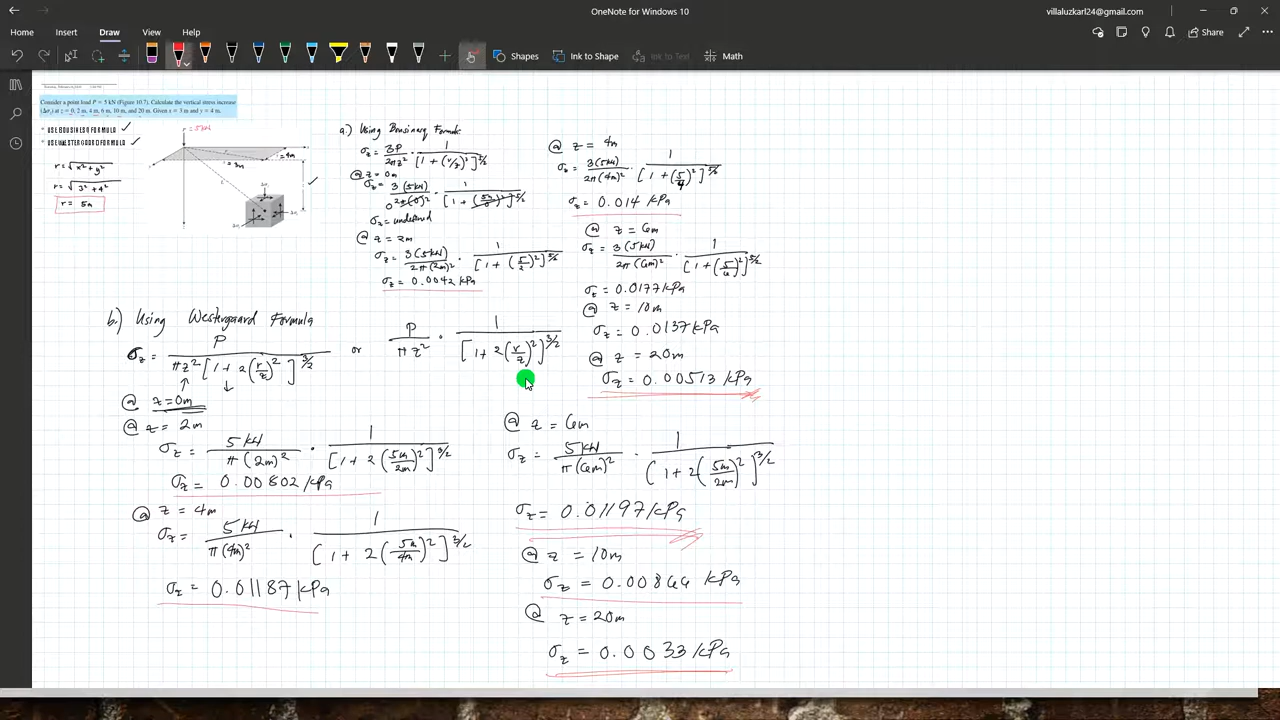 OneNote for Windows 10
villaluzkarl24@gmail.com
Home Insert Draw View Help
Shapes Ink to Shape Ink to Text Math Share
Consider a point load P = 5 kN (Figure 10.7). Calculate the vertical stress increase
(Δσz) at z = 0, 2 m, 4 m, 6 m, 10 m, and 20 m. Given x = 3 m and y = 4 m.
* USE BOUSINESQ FORMULA ✓
* USE WESTERGAARD FORMULA ✓
r = √x² + y²
r = √3² + 4²
r = 5m
P = 5kN
= 4m
= 3m
a.) Using Bousinesq Formula
σz = 3P/2πz² · 1/[1 + (r/z)²]^5/2
@ z = 0m
σz = undefined
@ z = 2m
σz = 3(5kN)/2π(2m)² · 1/[1 + (5/2)²]^5/2
σz = 0.0042 kPa
@ z = 4m
σz = 3(5kN)/2π(4m)² · 1/[1 + (5/4)²]^5/2
σz = 0.014 kPa
@ z = 6m
σz = 3(5kN)/2π(6m)² · 1/[1 + (5/6)²]^5/2
σz = 0.0177 kPa
@ z = 10m
σz = 0.0137 kPa
@ z = 20m
σz = 0.00513 kPa
b.) Using Westergaard Formula
σz = P/πz²[1 + 2(r/z)²]^3/2 or P/πz² · 1/[1 + 2(r/z)²]^3/2
@ z = 0m
@ z = 2m
σz = 5kN/π(2m)² · 1/[1 + 2(5m/2m)²]^3/2
σz = 0.00802 kPa
@ z = 4m
σz = 5kN/π(4m)² · 1/[1 + 2(5m/4m)²]^3/2
σz = 0.01187 kPa
@ z = 6m
σz = 5kN/π(6m)² · 1/[1 + 2(5m/2m)²]^3/2
σz = 0.01197 kPa
@ z = 10m
σz = 0.00866 kPa
@ z = 20m
σz = 0.0033 kPa